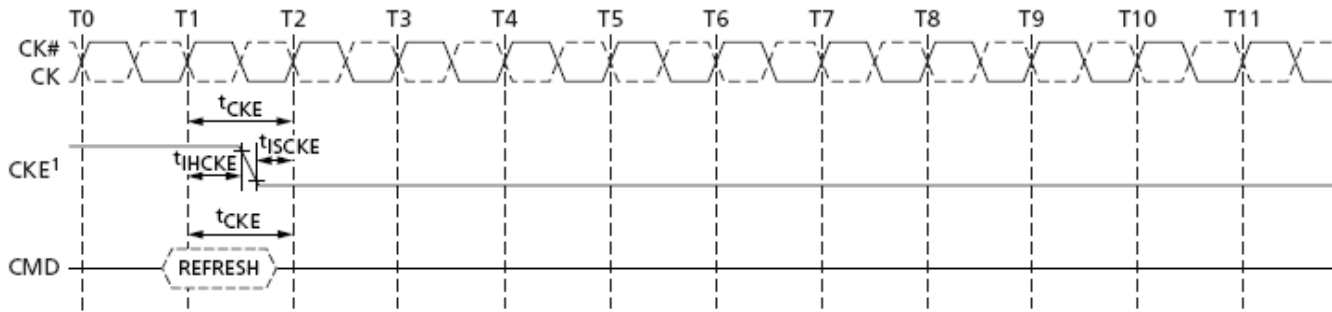 T0 T1 T2 T3 T4 T5 T6 T7 T8 T9 T10 T11
CK#
CK
tCKE
tISCKE
tIHCKE
CKE1
tCKE
CMD REFRESH